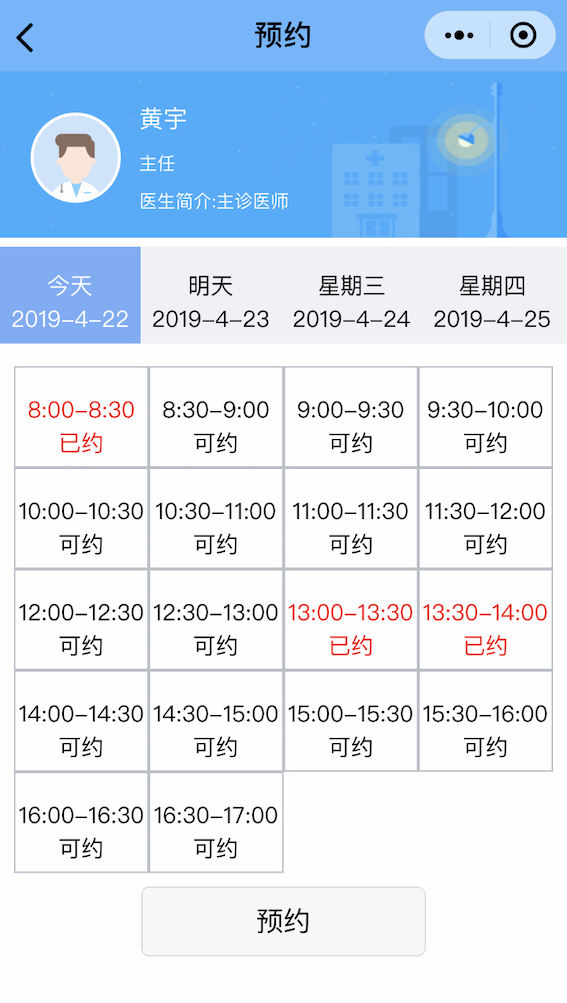 预约
黄宇
主任
医生简介:主诊医师
今天 明天 星期三 星期四
2019-4-22 2019-4-23 2019-4-24 2019-4-25
8:00-8:30 8:30-9:00 9:00-9:30 9:30-10:00
已约 可约 可约 可约
10:00-10:30 10:30-11:00 11:00-11:30 11:30-12:00
可约 可约 可约 可约
12:00-12:30 12:30-13:00 13:00-13:30 13:30-14:00
可约 可约 已约 已约
14:00-14:30 14:30-15:00 15:00-15:30 15:30-16:00
可约 可约 可约 可约
16:00-16:30 16:30-17:00
可约 可约
预约